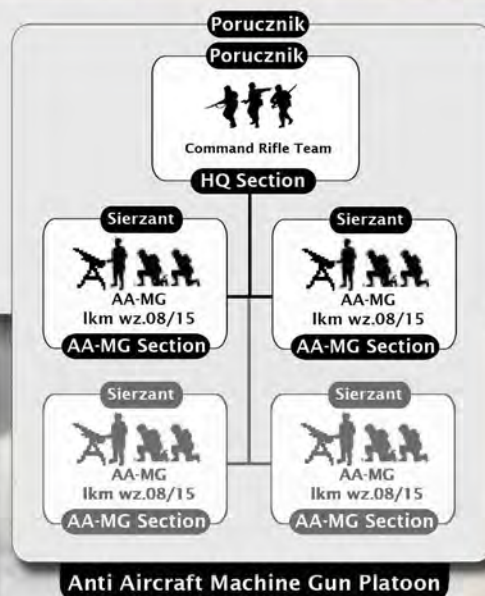 Porucznik
Porucznik
Command Rifle Team
HQ Section
Sierzant
Sierzant
AA-MG
lkm wz.08/15
AA-MG Section
AA-MG
lkm wz.08/15
AA-MG Section
Sierzant
Sierzant
AA-MG
lkm wz.08/15
AA-MG Section
AA-MG
lkm wz.08/15
AA-MG Section
Anti Aircraft Machine Gun Platoon